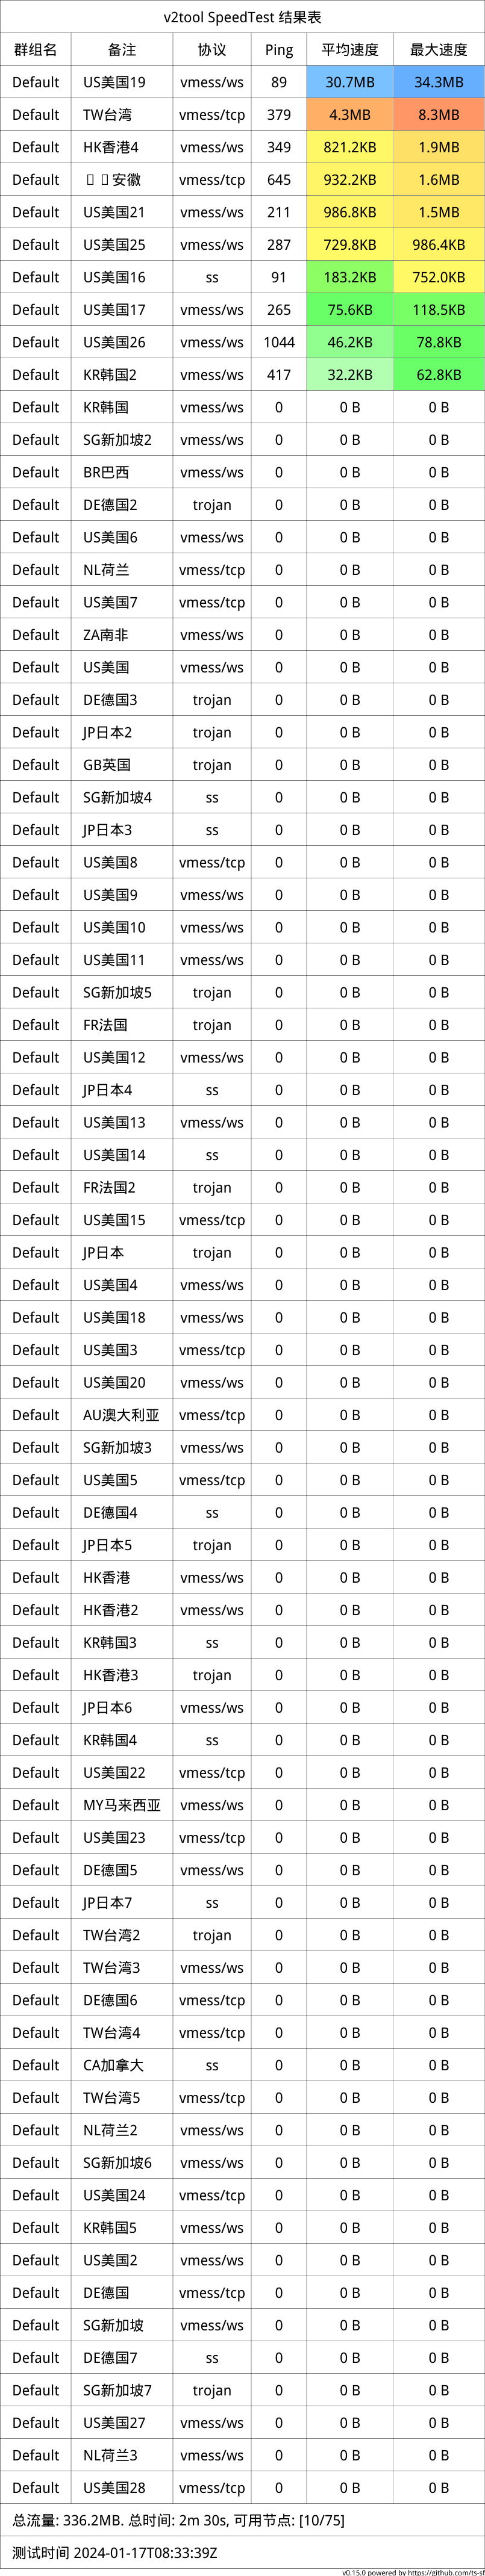 v2tool SpeedTest 结果表
群组名 备注 协议 Ping 平均速度 最大速度
Default US美国19 vmess/ws 89 30.7MB 34.3MB
Default TW台湾 vmess/tcp 379 4.3MB 8.3MB
Default HK香港4 vmess/ws 349 821.2KB 1.9MB
Default 安徽 vmess/tcp 645 932.2KB 1.6MB
Default US美国21 vmess/ws 211 986.8KB 1.5MB
Default US美国25 vmess/ws 287 729.8KB 986.4KB
Default US美国16 ss 91 183.2KB 752.0KB
Default US美国17 vmess/ws 265 75.6KB 118.5KB
Default US美国26 vmess/ws 1044 46.2KB 78.8KB
Default KR韩国2 vmess/ws 417 32.2KB 62.8KB
Default KR韩国 vmess/ws 0 0 B 0 B
Default SG新加坡2 vmess/ws 0 0 B 0 B
Default BR巴西 vmess/ws 0 0 B 0 B
Default DE德国2 trojan 0 0 B 0 B
Default US美国6 vmess/ws 0 0 B 0 B
Default NL荷兰 vmess/tcp 0 0 B 0 B
Default US美国7 vmess/tcp 0 0 B 0 B
Default ZA南非 vmess/ws 0 0 B 0 B
Default US美国 vmess/ws 0 0 B 0 B
Default DE德国3 trojan 0 0 B 0 B
Default JP日本2 trojan 0 0 B 0 B
Default GB英国 trojan 0 0 B 0 B
Default SG新加坡4 ss 0 0 B 0 B
Default JP日本3 ss 0 0 B 0 B
Default US美国8 vmess/tcp 0 0 B 0 B
Default US美国9 vmess/ws 0 0 B 0 B
Default US美国10 vmess/ws 0 0 B 0 B
Default US美国11 vmess/ws 0 0 B 0 B
Default SG新加坡5 trojan 0 0 B 0 B
Default FR法国 trojan 0 0 B 0 B
Default US美国12 vmess/ws 0 0 B 0 B
Default JP日本4 ss 0 0 B 0 B
Default US美国13 vmess/ws 0 0 B 0 B
Default US美国14 ss 0 0 B 0 B
Default FR法国2 trojan 0 0 B 0 B
Default US美国15 vmess/tcp 0 0 B 0 B
Default JP日本 trojan 0 0 B 0 B
Default US美国4 vmess/ws 0 0 B 0 B
Default US美国18 vmess/ws 0 0 B 0 B
Default US美国3 vmess/tcp 0 0 B 0 B
Default US美国20 vmess/ws 0 0 B 0 B
Default AU澳大利亚 vmess/tcp 0 0 B 0 B
Default SG新加坡3 vmess/ws 0 0 B 0 B
Default US美国5 vmess/tcp 0 0 B 0 B
Default DE德国4 ss 0 0 B 0 B
Default JP日本5 trojan 0 0 B 0 B
Default HK香港 vmess/ws 0 0 B 0 B
Default HK香港2 vmess/ws 0 0 B 0 B
Default KR韩国3 ss 0 0 B 0 B
Default HK香港3 trojan 0 0 B 0 B
Default JP日本6 vmess/ws 0 0 B 0 B
Default KR韩国4 ss 0 0 B 0 B
Default US美国22 vmess/tcp 0 0 B 0 B
Default MY马来西亚 vmess/ws 0 0 B 0 B
Default US美国23 vmess/tcp 0 0 B 0 B
Default DE德国5 vmess/ws 0 0 B 0 B
Default JP日本7 ss 0 0 B 0 B
Default TW台湾2 trojan 0 0 B 0 B
Default TW台湾3 vmess/ws 0 0 B 0 B
Default DE德国6 vmess/tcp 0 0 B 0 B
Default TW台湾4 vmess/tcp 0 0 B 0 B
Default CA加拿大 ss 0 0 B 0 B
Default TW台湾5 vmess/tcp 0 0 B 0 B
Default NL荷兰2 vmess/ws 0 0 B 0 B
Default SG新加坡6 vmess/ws 0 0 B 0 B
Default US美国24 vmess/tcp 0 0 B 0 B
Default KR韩国5 vmess/ws 0 0 B 0 B
Default US美国2 vmess/ws 0 0 B 0 B
Default DE德国 vmess/tcp 0 0 B 0 B
Default SG新加坡 vmess/ws 0 0 B 0 B
Default DE德国7 ss 0 0 B 0 B
Default SG新加坡7 trojan 0 0 B 0 B
Default US美国27 vmess/ws 0 0 B 0 B
Default NL荷兰3 vmess/ws 0 0 B 0 B
Default US美国28 vmess/tcp 0 0 B 0 B
总流量: 336.2MB. 总时间: 2m 30s, 可用节点: [10/75]
测试时间 2024-01-17T08:33:39Z
v0.15.0 powered by https://github.com/ts-sf